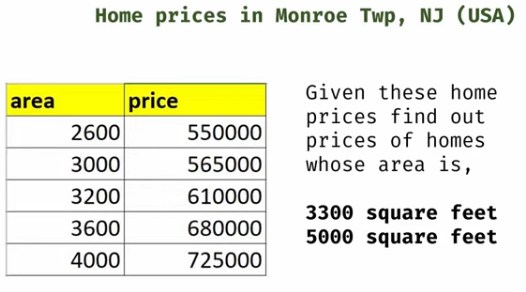 Home prices in Monroe Twp, NJ (USA)
area price
2600 550000
3000 565000
3200 610000
3600 680000
4000 725000
Given these home
prices find out
prices of homes
whose area is,
3300 square feet
5000 square feet